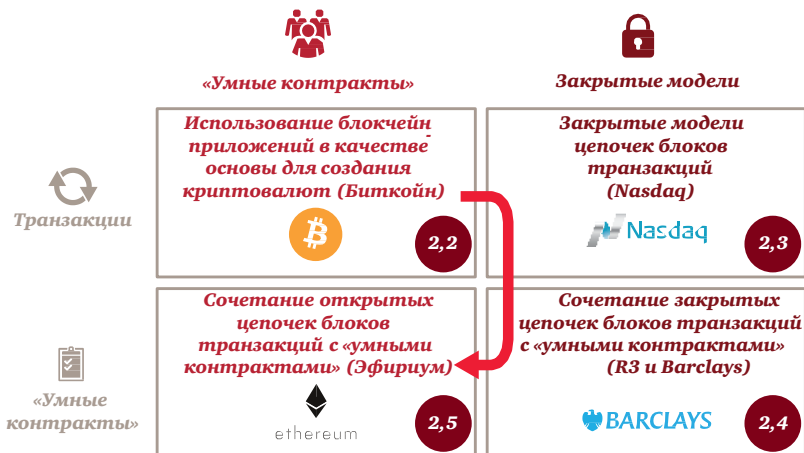 «Умные контракты»
Закрытые модели
Транзакции
Использование блокчейн
приложений в качестве
основы для создания
криптовалют (Биткойн)
2,2
Закрытые модели
цепочек блоков
транзакций
(Nasdaq)
Nasdaq
2,3
«Умные
контракты»
Сочетание открытых
цепочек блоков
транзакций с «умными
контрактами» (Эфириум)
ethereum
2,5
Сочетание закрытых
цепочек блоков транзакций
с «умными контрактами»
(R3 и Barclays)
BARCLAYS
2,4